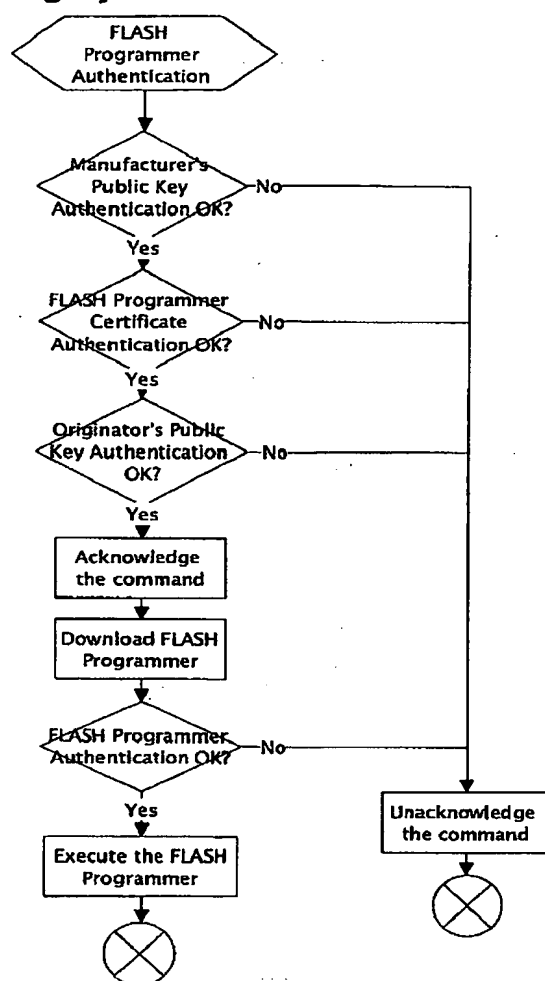 FLASH
Programmer
Authentication
Manufacturer's
Public Key
Authentication OK?
No
Yes
FLASH Programmer
Certificate
Authentication OK?
No
Yes
Originator's Public
Key Authentication
OK?
No
Yes
Acknowledge
the command
Download FLASH
Programmer
FLASH Programmer
Authentication OK?
No
Yes
Unacknowledge
the command
Execute the FLASH
Programmer